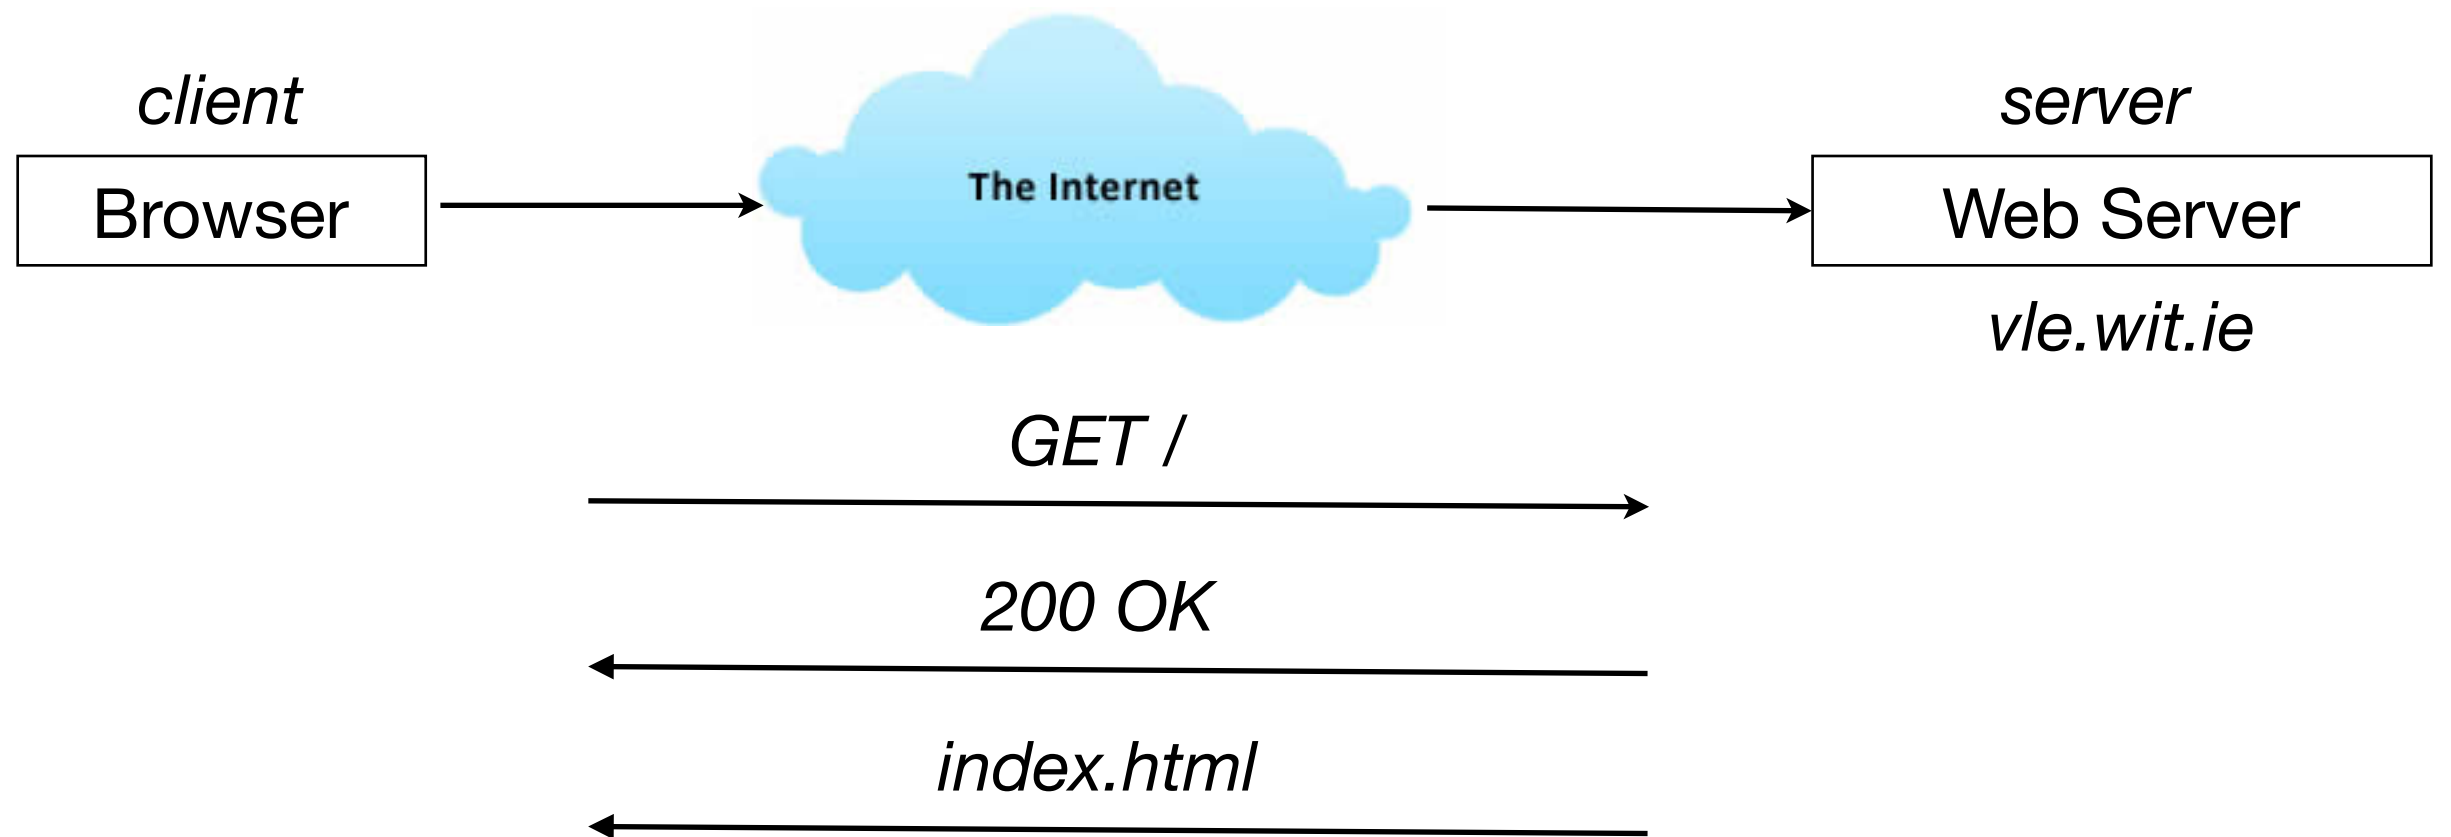 client
server
Browser
The Internet
Web Server
vle.wit.ie
GET /
200 OK
index.html